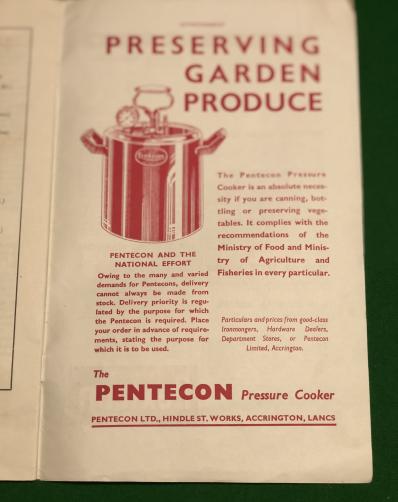 PRESERVING
GARDEN
PRODUCE
The Pentecon Pressure
Cooker is an absolute neces-
sity if you are canning, bot-
tling or preserving vege-
tables. It complies with the
recommendations of the
Ministry of Food and Minis-
try of Agriculture and
Fisheries in every particular.
PENTECON AND THE
NATIONAL EFFORT
Owing to the many and varied
demands for Pentecons, delivery
cannot always be made from
stock. Delivery priority is regu-
lated by the purpose for which
the Pentecon is required. Place
your order in advance of require-
ments, stating the purpose for
which it is to be used.
Particulars and prices from good-class
Ironmongers, Hardware Dealers,
Department Stores, or Pentecon
Limited, Accrington.
The
PENTECON Pressure Cooker
PENTECON LTD., HINDLE ST. WORKS, ACCRINGTON, LANCS